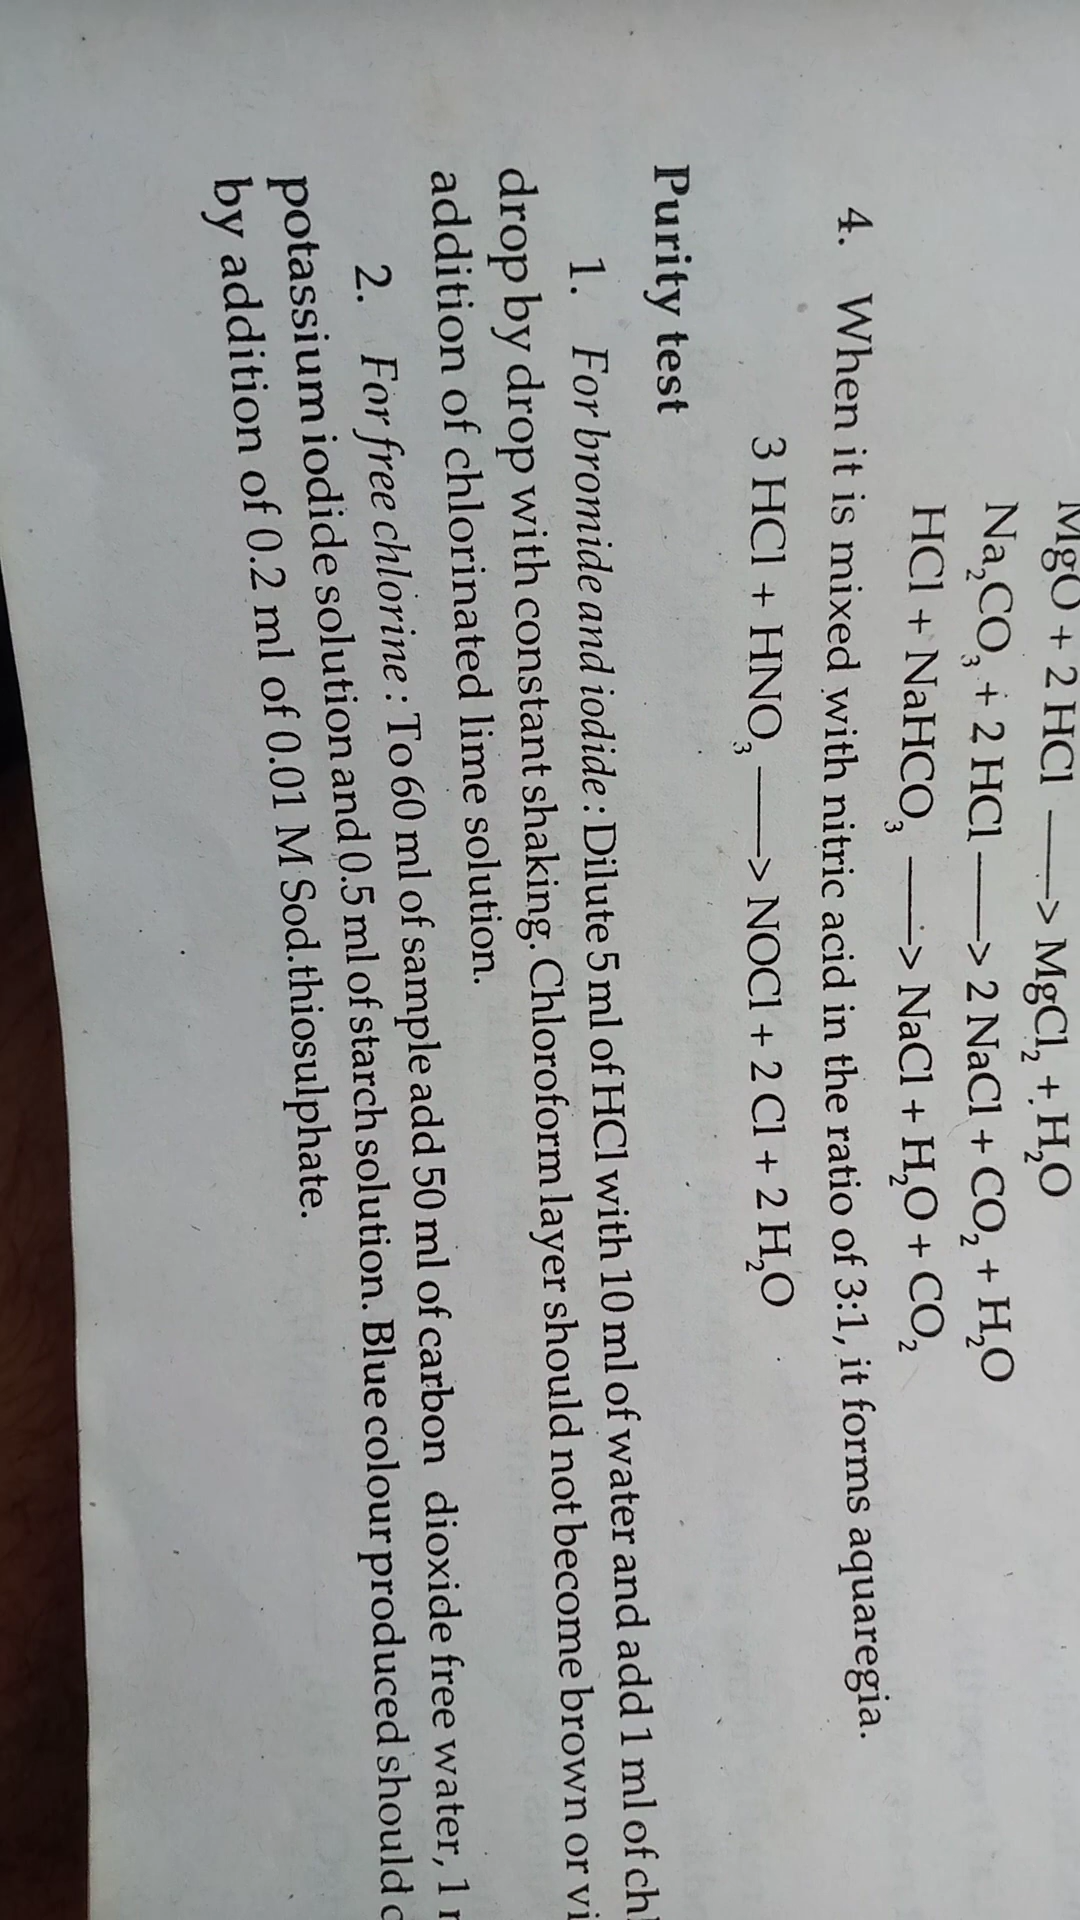 MgO + 2 HCl ⟶ MgCl₂ + H₂O
Na₂CO₃ + 2 HCl ⟶ 2 NaCl + CO₂ + H₂O
HCl + NaHCO₃ ⟶ NaCl + H₂O + CO₂
4. When it is mixed with nitric acid in the ratio of 3:1, it forms aquaregia.
3 HCl + HNO₃ ⟶ NOCl + 2 Cl + 2 H₂O
Purity test
1. For bromide and iodide : Dilute 5 ml of HCl with 10 ml of water and add 1 ml of
drop by drop with constant shaking. Chloroform layer should not become brown or
addition of chlorinated lime solution.
2. For free chlorine : To 60 ml of sample add 50 ml of carbon dioxide free water, 1
potassium iodide solution and 0.5 ml of starch solution. Blue colour produced should
by addition of 0.2 ml of 0.01 M Sod. thiosulphate.